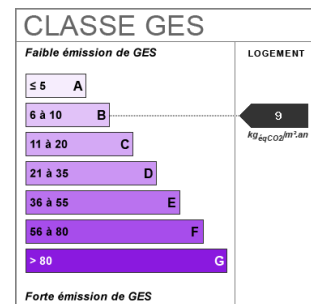 CLASSE GES
Faible émission de GES
LOGEMENT
≤ 5 A
6 à 10 B
9
kgéqCO2/m².an
11 à 20 C
21 à 35 D
36 à 55 E
56 à 80 F
> 80 G
Forte émission de GES